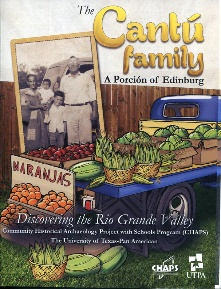 The
Cantú
family
A Porción of Edinburg
NARANJAS
Discovering the Rio Grande Valley
Community Historical Archaeology Project with Schools Program (CHAPS)
The University of Texas-Pan American
CHAPS
UTPA